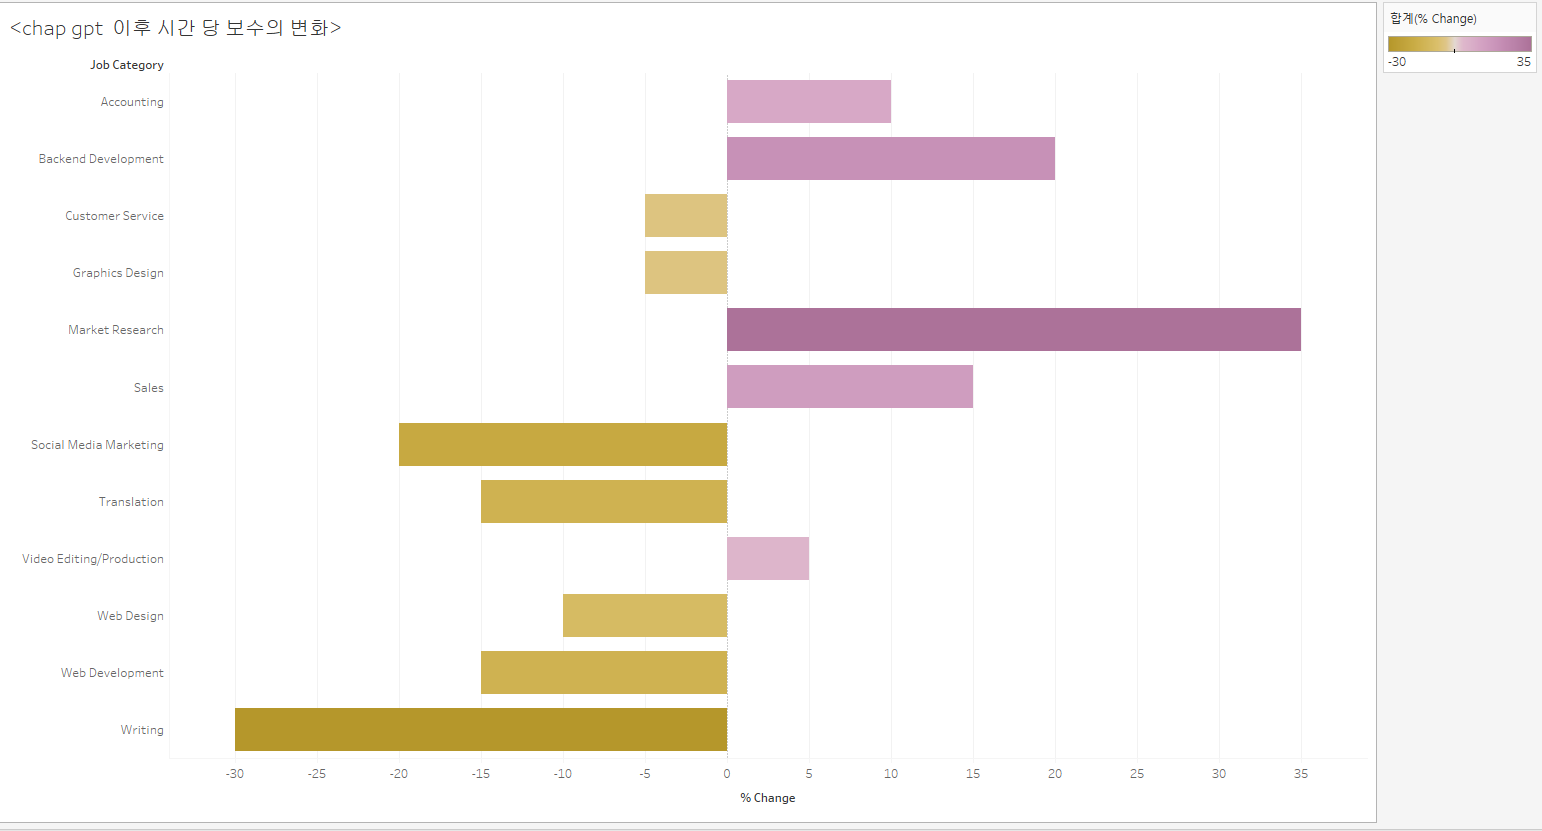 <chap gpt 이후 시간 당 보수의 변화>
합계(% Change)
-30 35
Job Category
Accounting
Backend Development
Customer Service
Graphics Design
Market Research
Sales
Social Media Marketing
Translation
Video Editing/Production
Web Design
Web Development
Writing
-30 -25 -20 -15 -10 -5 0 5 10 15 20 25 30 35
% Change